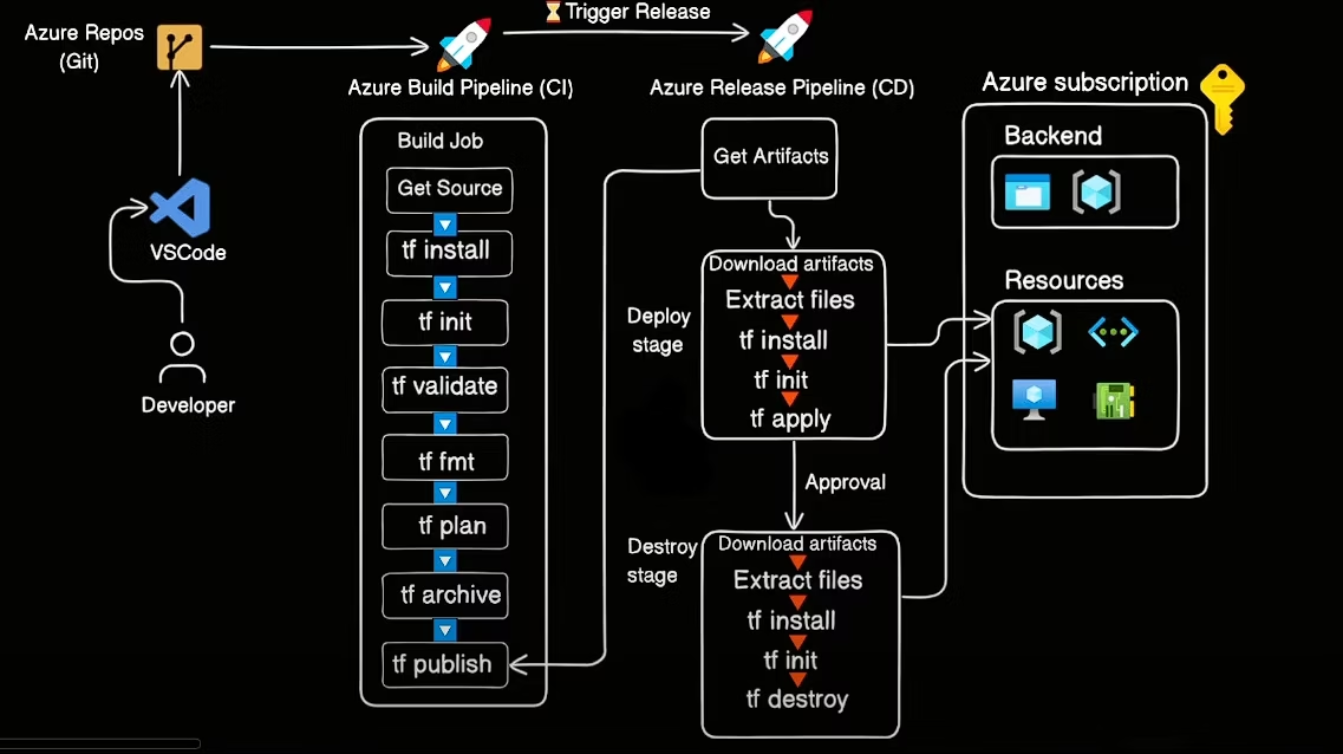 Azure Repos
(Git)
Trigger Release
Azure Build Pipeline (CI)
Azure Release Pipeline (CD)
Azure subscription
VSCode
Developer
Build Job
Get Source
tf install
tf init
tf validate
tf fmt
tf plan
tf archive
tf publish
Get Artifacts
Deploy
stage
Download artifacts
Extract files
tf install
tf init
tf apply
Approval
Destroy
stage
Download artifacts
Extract files
tf install
tf init
tf destroy
Backend
Resources